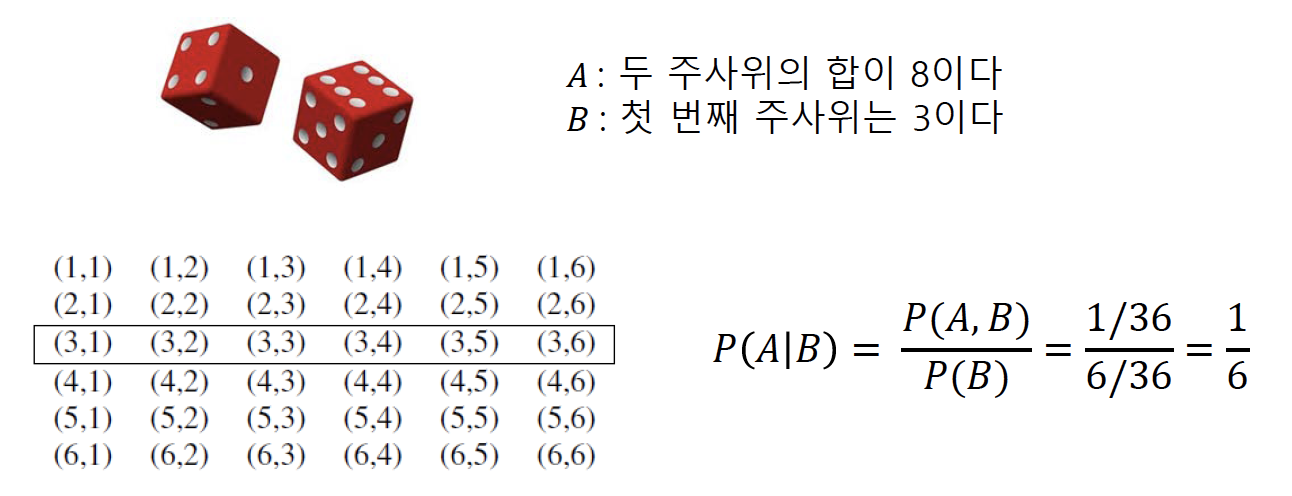 A : 두 주사위의 합이 8이다
B : 첫 번째 주사위는 3이다
(1,1) (1,2) (1,3) (1,4) (1,5) (1,6)
(2,1) (2,2) (2,3) (2,4) (2,5) (2,6)
(3,1) (3,2) (3,3) (3,4) (3,5) (3,6)
(4,1) (4,2) (4,3) (4,4) (4,5) (4,6)
(5,1) (5,2) (5,3) (5,4) (5,5) (5,6)
(6,1) (6,2) (6,3) (6,4) (6,5) (6,6)
P(A|B) = P(A, B)/P(B) = (1/36)/(6/36) = 1/6